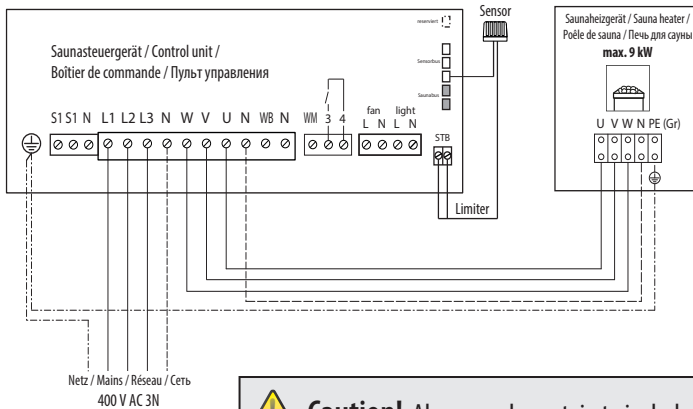 Saunasteuergerät / Control unit /
Boîtier de commande / Пульт управления
reserviert
Sensorbus
Saunabus
Sensor
Saunaheizgerät / Sauna heater /
Poêle de sauna / Печь для сауны
max. 9 kW
S1 S1 N L1 L2 L3 N W V U N WB N WM 3 4
fan light
L N L N
STB
Limiter
U V W N PE (Gr)
Netz / Mains / Réseau / Сеть
400 V AC 3N
Caution!